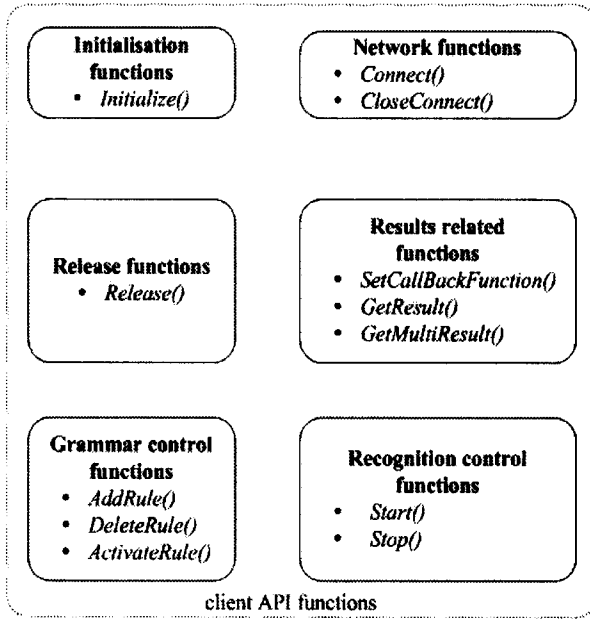 Initialisation
functions
• Initialize()
Network functions
• Connect()
• CloseConnect()
Release functions
• Release()
Results related
functions
• SetCallBackFunction()
• GetResult()
• GetMultiResult()
Grammar control
functions
• AddRule()
• DeleteRule()
• ActivateRule()
Recognition control
functions
• Start()
• Stop()
client API functions